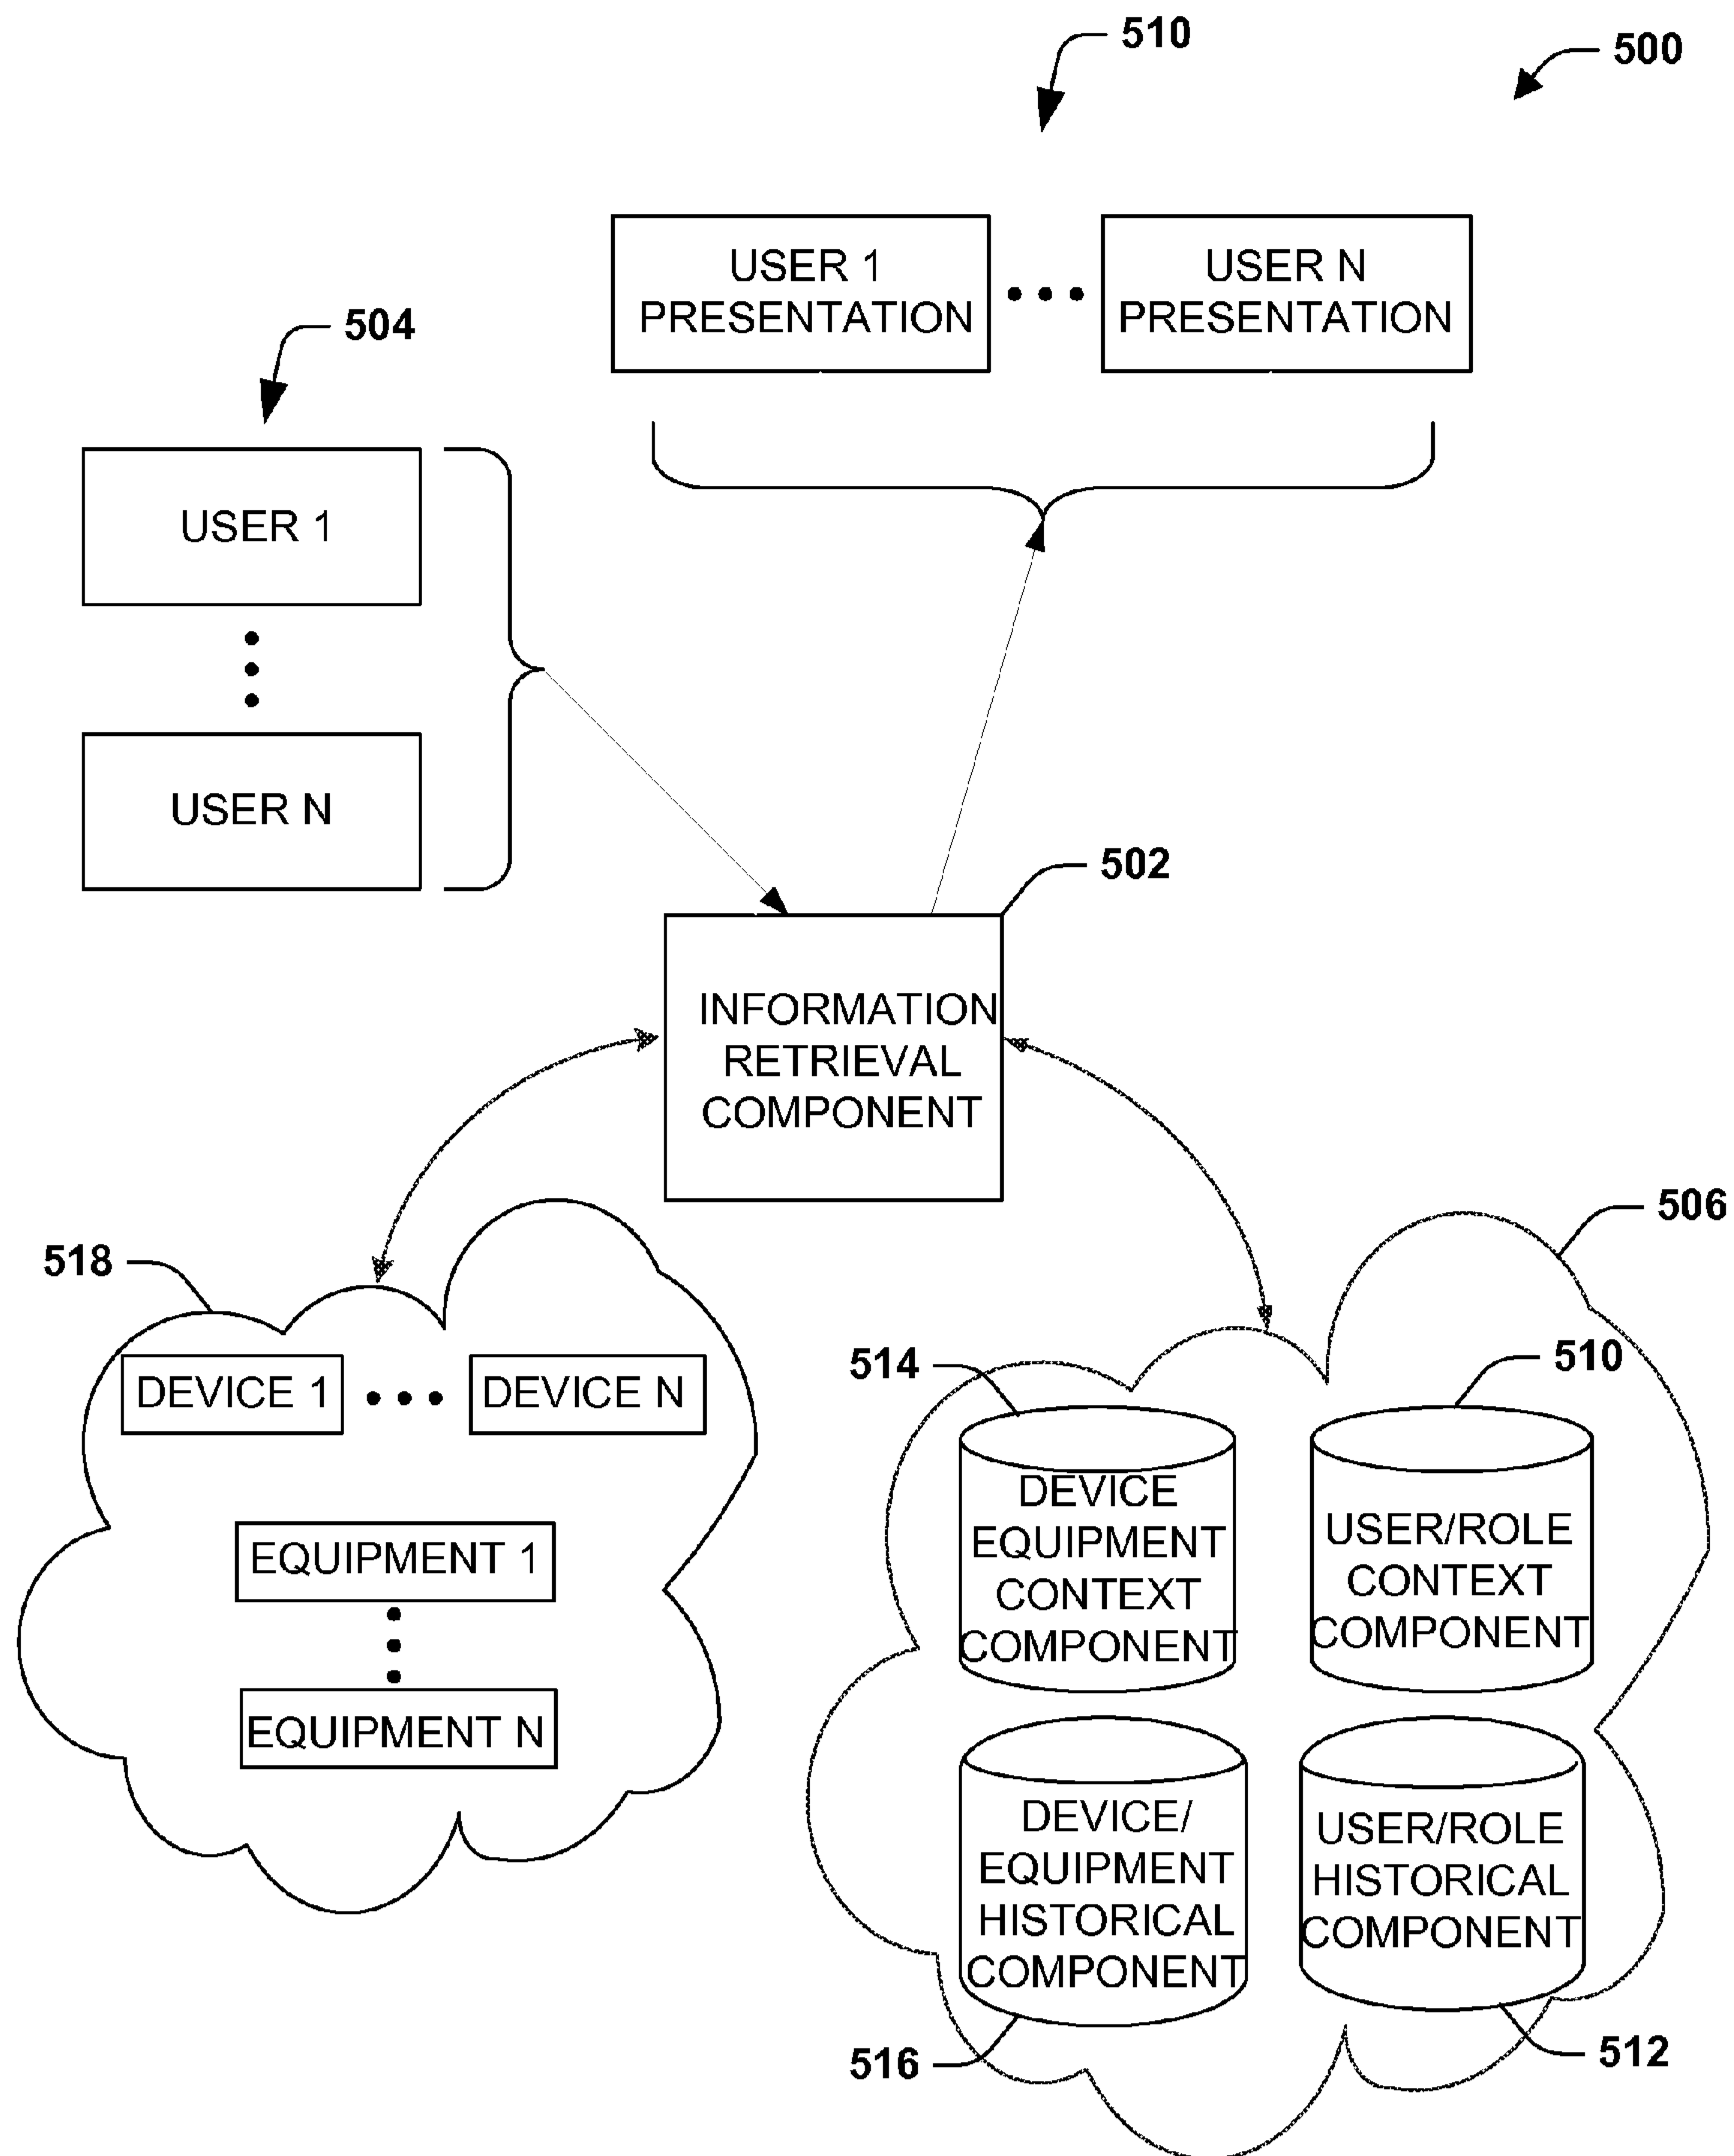 510
500
USER 1
PRESENTATION
USER N
PRESENTATION
504
USER 1
USER N
502
INFORMATION
RETRIEVAL
COMPONENT
506
518
DEVICE 1
DEVICE N
EQUIPMENT 1
EQUIPMENT N
514
510
DEVICE
EQUIPMENT
CONTEXT
COMPONENT
USER/ROLE
CONTEXT
COMPONENT
DEVICE/
EQUIPMENT
HISTORICAL
COMPONENT
USER/ROLE
HISTORICAL
COMPONENT
516
512